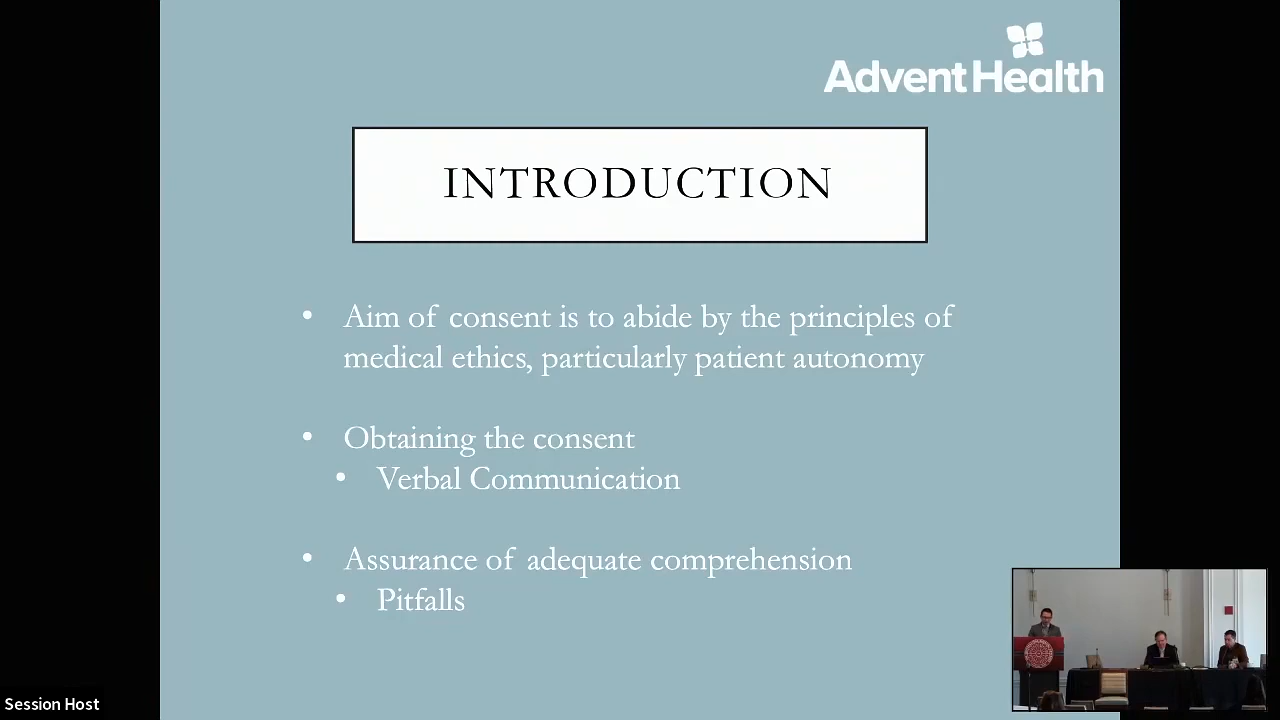 AdventHealth
INTRODUCTION
• Aim of consent is to abide by the principles of
medical ethics, particularly patient autonomy
• Obtaining the consent
• Verbal Communication
• Assurance of adequate comprehension
• Pitfalls
Session Host